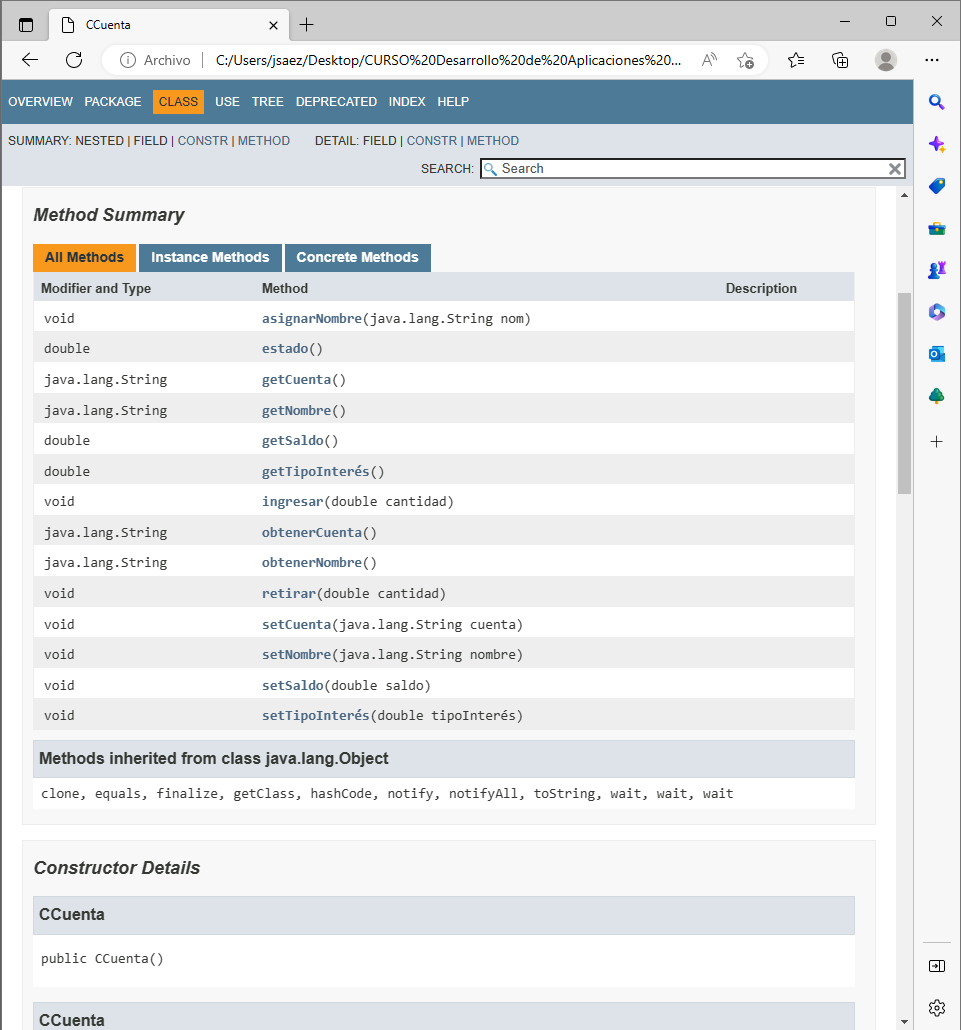 CCuenta
Archivo C:/Users/jsaez/Desktop/CURSO%20Desarrollo%20de%20Aplicaciones%20...
OVERVIEW PACKAGE CLASS USE TREE DEPRECATED INDEX HELP
SUMMARY: NESTED | FIELD | CONSTR | METHOD DETAIL: FIELD | CONSTR | METHOD
SEARCH: Search
Method Summary
All Methods Instance Methods Concrete Methods
Modifier and Type Method Description
void asignarNombre(java.lang.String nom)
double estado()
java.lang.String getCuenta()
java.lang.String getNombre()
double getSaldo()
double getTipoInterés()
void ingresar(double cantidad)
java.lang.String obtenerCuenta()
java.lang.String obtenerNombre()
void retirar(double cantidad)
void setCuenta(java.lang.String cuenta)
void setNombre(java.lang.String nombre)
void setSaldo(double saldo)
void setTipoInterés(double tipoInterés)
Methods inherited from class java.lang.Object
clone, equals, finalize, getClass, hashCode, notify, notifyAll, toString, wait, wait, wait
Constructor Details
CCuenta
public CCuenta()
CCuenta